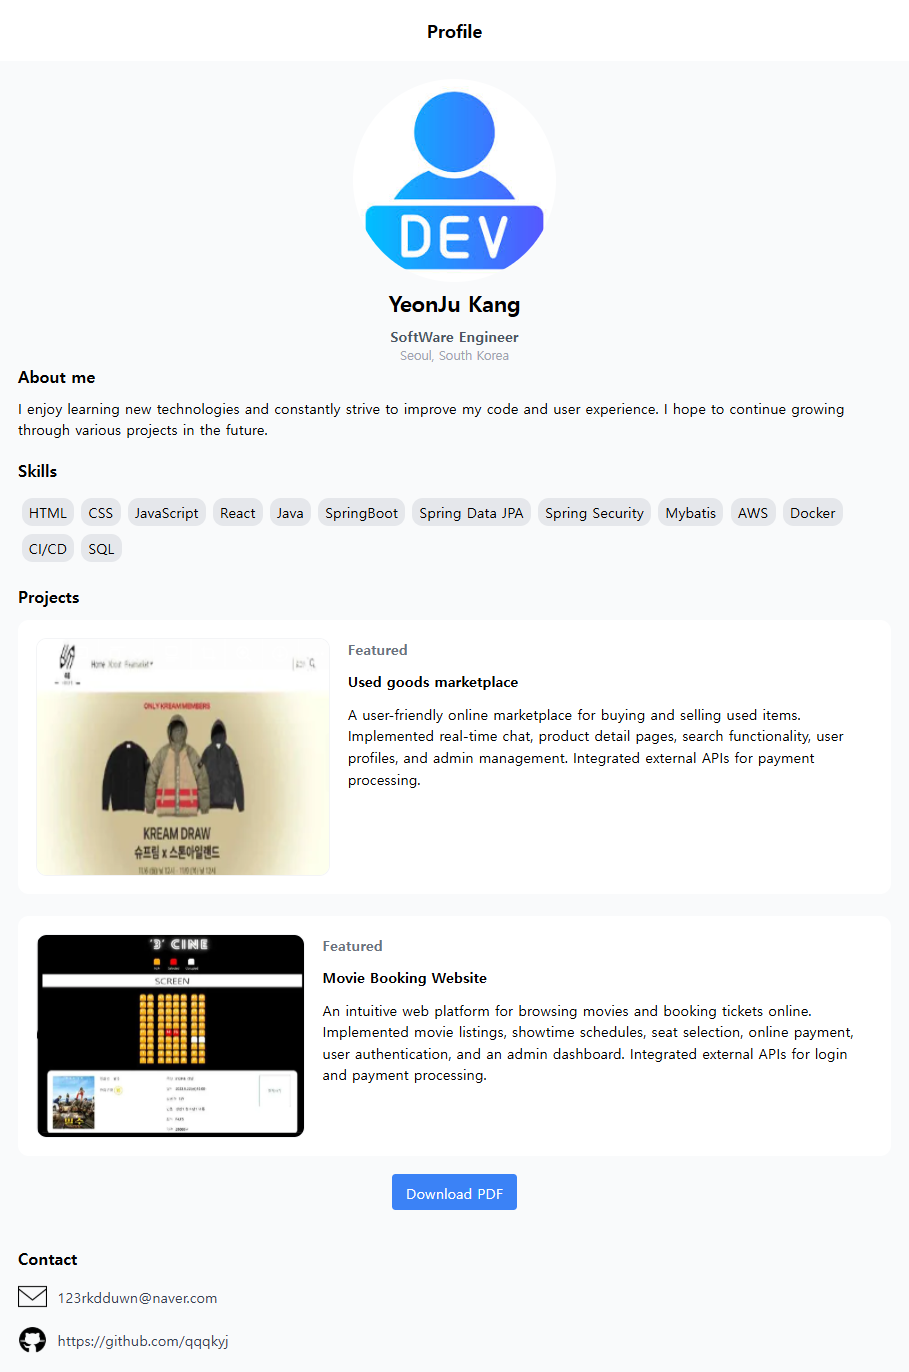 Profile
DEV
YeonJu Kang
SoftWare Engineer
Seoul, South Korea
About me
I enjoy learning new technologies and constantly strive to improve my code and user experience. I hope to continue growing
through various projects in the future.
Skills
HTML CSS JavaScript React Java SpringBoot Spring Data JPA Spring Security Mybatis AWS Docker
CI/CD SQL
Projects
Home
ONLY KREAM MEMBERS
KREAM DRAW
슈프림 x 스톤아일랜드
Featured
Used goods marketplace
A user-friendly online marketplace for buying and selling used items.
Implemented real-time chat, product detail pages, search functionality, user
profiles, and admin management. Integrated external APIs for payment
processing.
'3' CINE
SCREEN
Featured
Movie Booking Website
An intuitive web platform for browsing movies and booking tickets online.
Implemented movie listings, showtime schedules, seat selection, online payment,
user authentication, and an admin dashboard. Integrated external APIs for login
and payment processing.
Download PDF
Contact
123rkdduwn@naver.com
https://github.com/qqqkyj